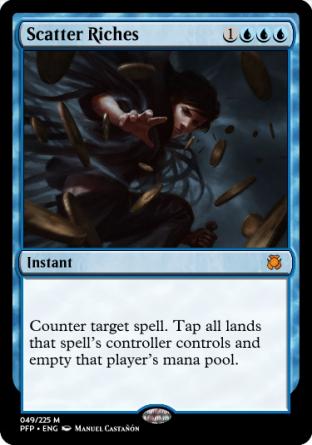 Scatter Riches 1
Instant
Counter target spell. Tap all lands
that spell's controller controls and
empty that player's mana pool.
049/225 M
PFP • ENG Manuel Castañón